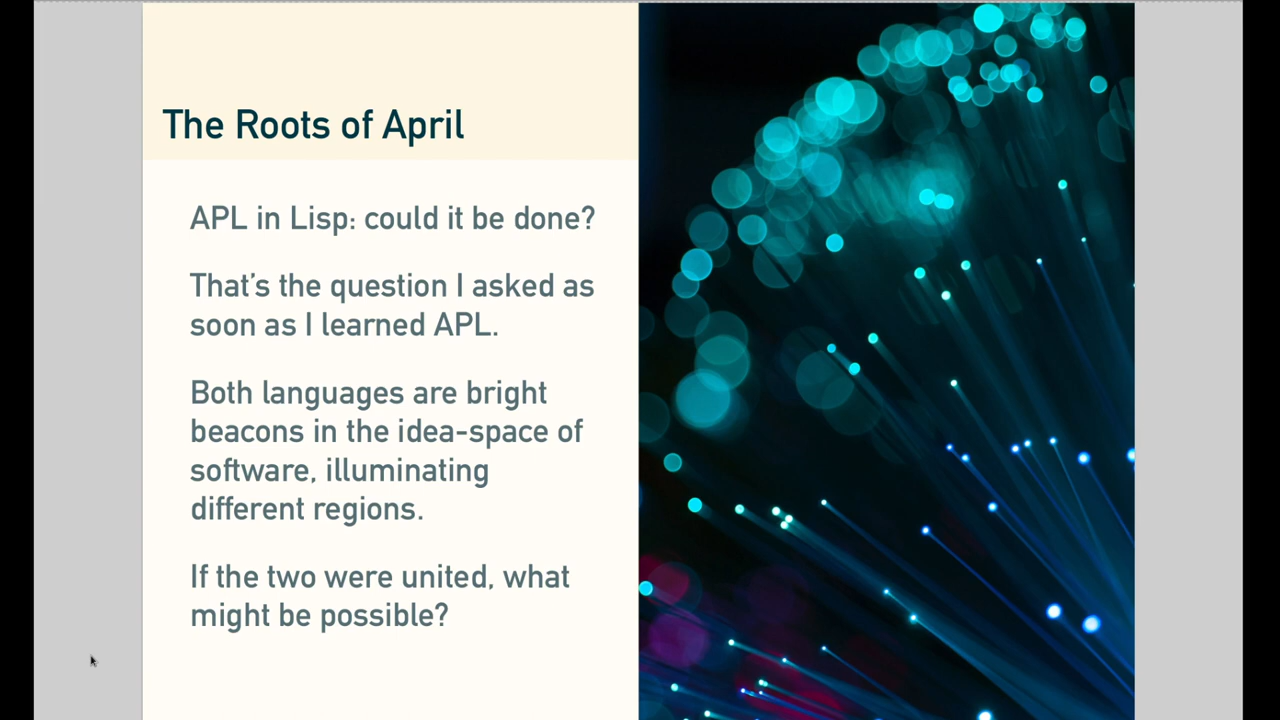 The Roots of April
APL in Lisp: could it be done?
That’s the question I asked as
soon as I learned APL.
Both languages are bright
beacons in the idea-space of
software, illuminating
different regions.
If the two were united, what
might be possible?